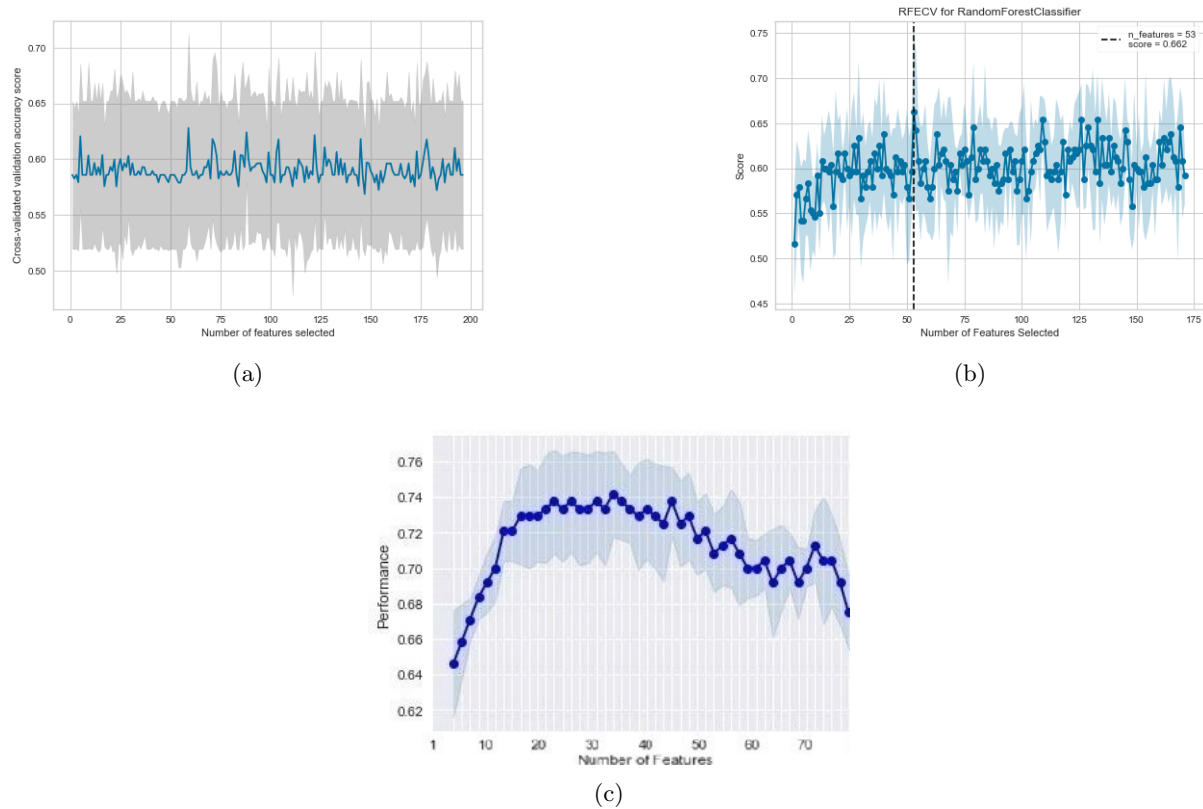 0.70
0.65
0.60
0.55
0.50
Cross-validated validation accuracy score
0 25 50 75 100 125 150 175 200
Number of features selected
(a)
RFECV for RandomForestClassifier
n_features = 53
score = 0.662
0.75
0.70
0.65
0.60
0.55
0.50
0.45
Score
0 25 50 75 100 125 150 175
Number of Features Selected
(b)
0.76
0.74
0.72
0.70
0.68
0.66
0.64
0.62
Performance
1 10 20 30 40 50 60 70
Number of Features
(c)